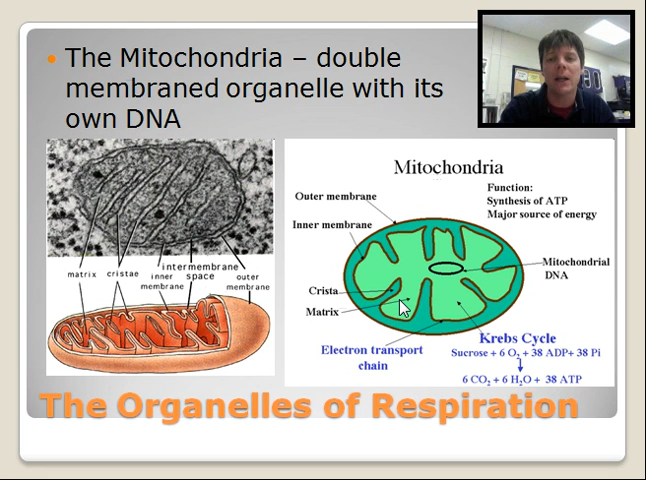 The Mitochondria – double
membraned organelle with its
own DNA
matrix
cristae
inner
membrane
intermembrane
space
outer
membrane
Mitochondria
Function:
Synthesis of ATP
Major source of energy
Outer membrane
Inner membrane
Mitochondrial
DNA
Crista
Matrix
Electron transport
chain
Krebs Cycle
Sucrose + 6 O2 + 38 ADP+ 38 Pi
6 CO2 + 6 H2O + 38 ATP
The Organelles of Respiration